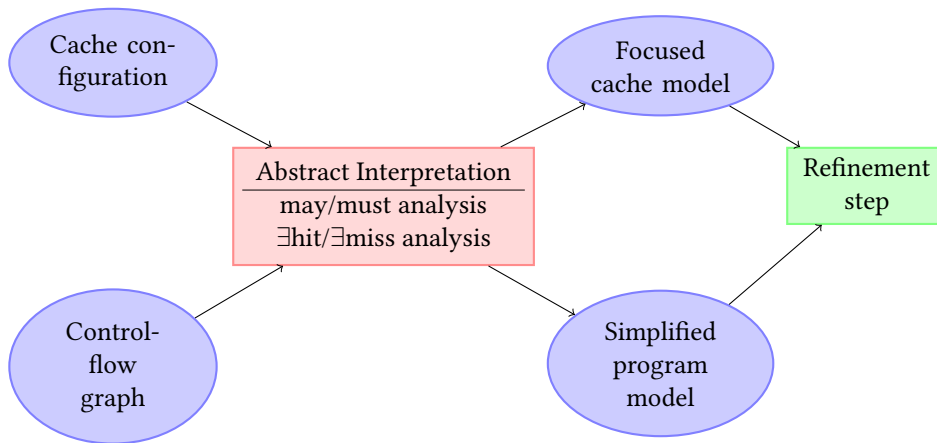 Cache con-
figuration
Focused
cache model
Abstract Interpretation
may/must analysis
∃hit/∃miss analysis
Refinement
step
Control-
flow
graph
Simplified
program
model